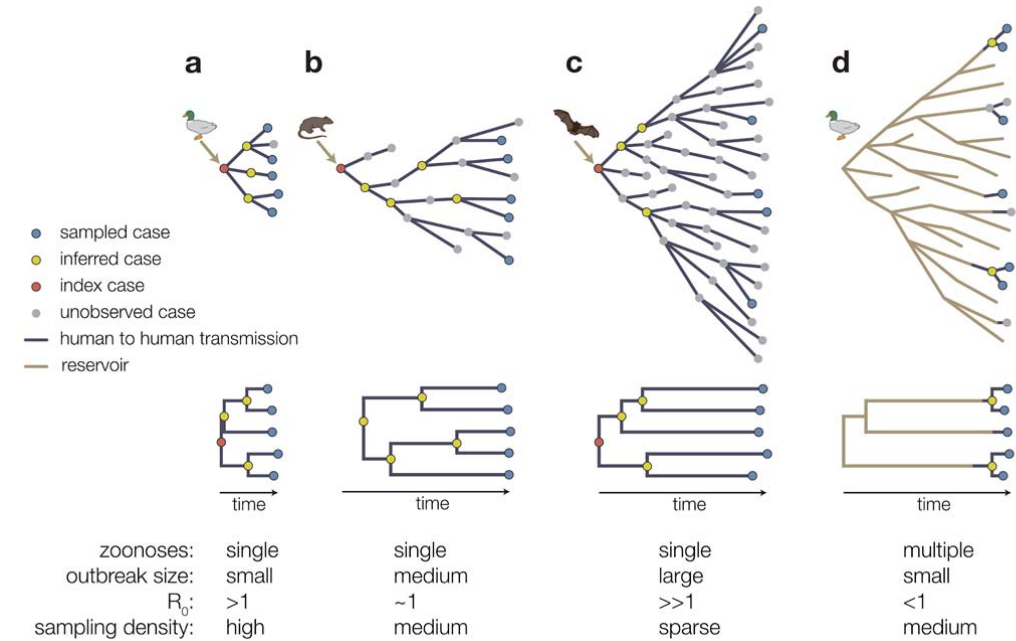 a b c d
sampled case
inferred case
index case
unobserved case
human to human transmission
reservoir
time time time time
zoonoses: single single single multiple
outbreak size: small medium large small
R0: >1 ~1 >>1 <1
sampling density: high medium sparse medium